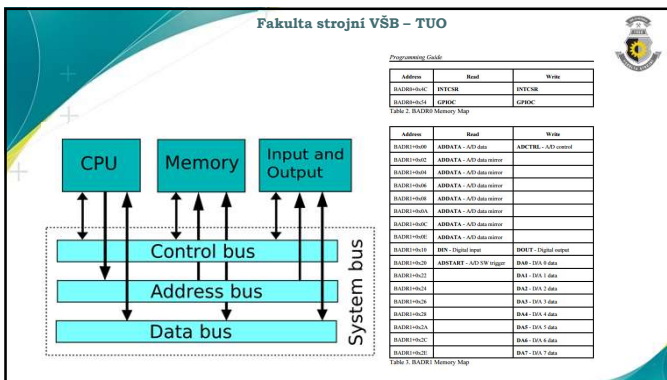 Fakulta strojní VŠB – TUO
CPU
Memory
Input and
Output
Control bus
Address bus
Data bus
System bus
Programming Guide
Address Read Write
BADR0+0x4C INTCSR INTCSR
BADR0+0x54 GPIOC GPIOC
Table 2. BADR0 Memory Map
Address Read Write
BADR1+0x00 ADDATA - A/D data ADCTRL - A/D control
BADR1+0x02 ADDATA - A/D data mirror
BADR1+0x04 ADDATA - A/D data mirror
BADR1+0x06 ADDATA - A/D data mirror
BADR1+0x08 ADDATA - A/D data mirror
BADR1+0x0A ADDATA - A/D data mirror
BADR1+0x0C ADDATA - A/D data mirror
BADR1+0x0E ADDATA - A/D data mirror
BADR1+0x10 DIN - Digital input DOUT - Digital output
BADR1+0x20 ADSTART - A/D SW trigger DA0 - D/A 0 data
BADR1+0x22 DA1 - D/A 1 data
BADR1+0x24 DA2 - D/A 2 data
BADR1+0x26 DA3 - D/A 3 data
BADR1+0x28 DA4 - D/A 4 data
BADR1+0x2A DA5 - D/A 5 data
BADR1+0x2C DA6 - D/A 6 data
BADR1+0x2E DA7 - D/A 7 data
Table 3. BADR1 Memory Map